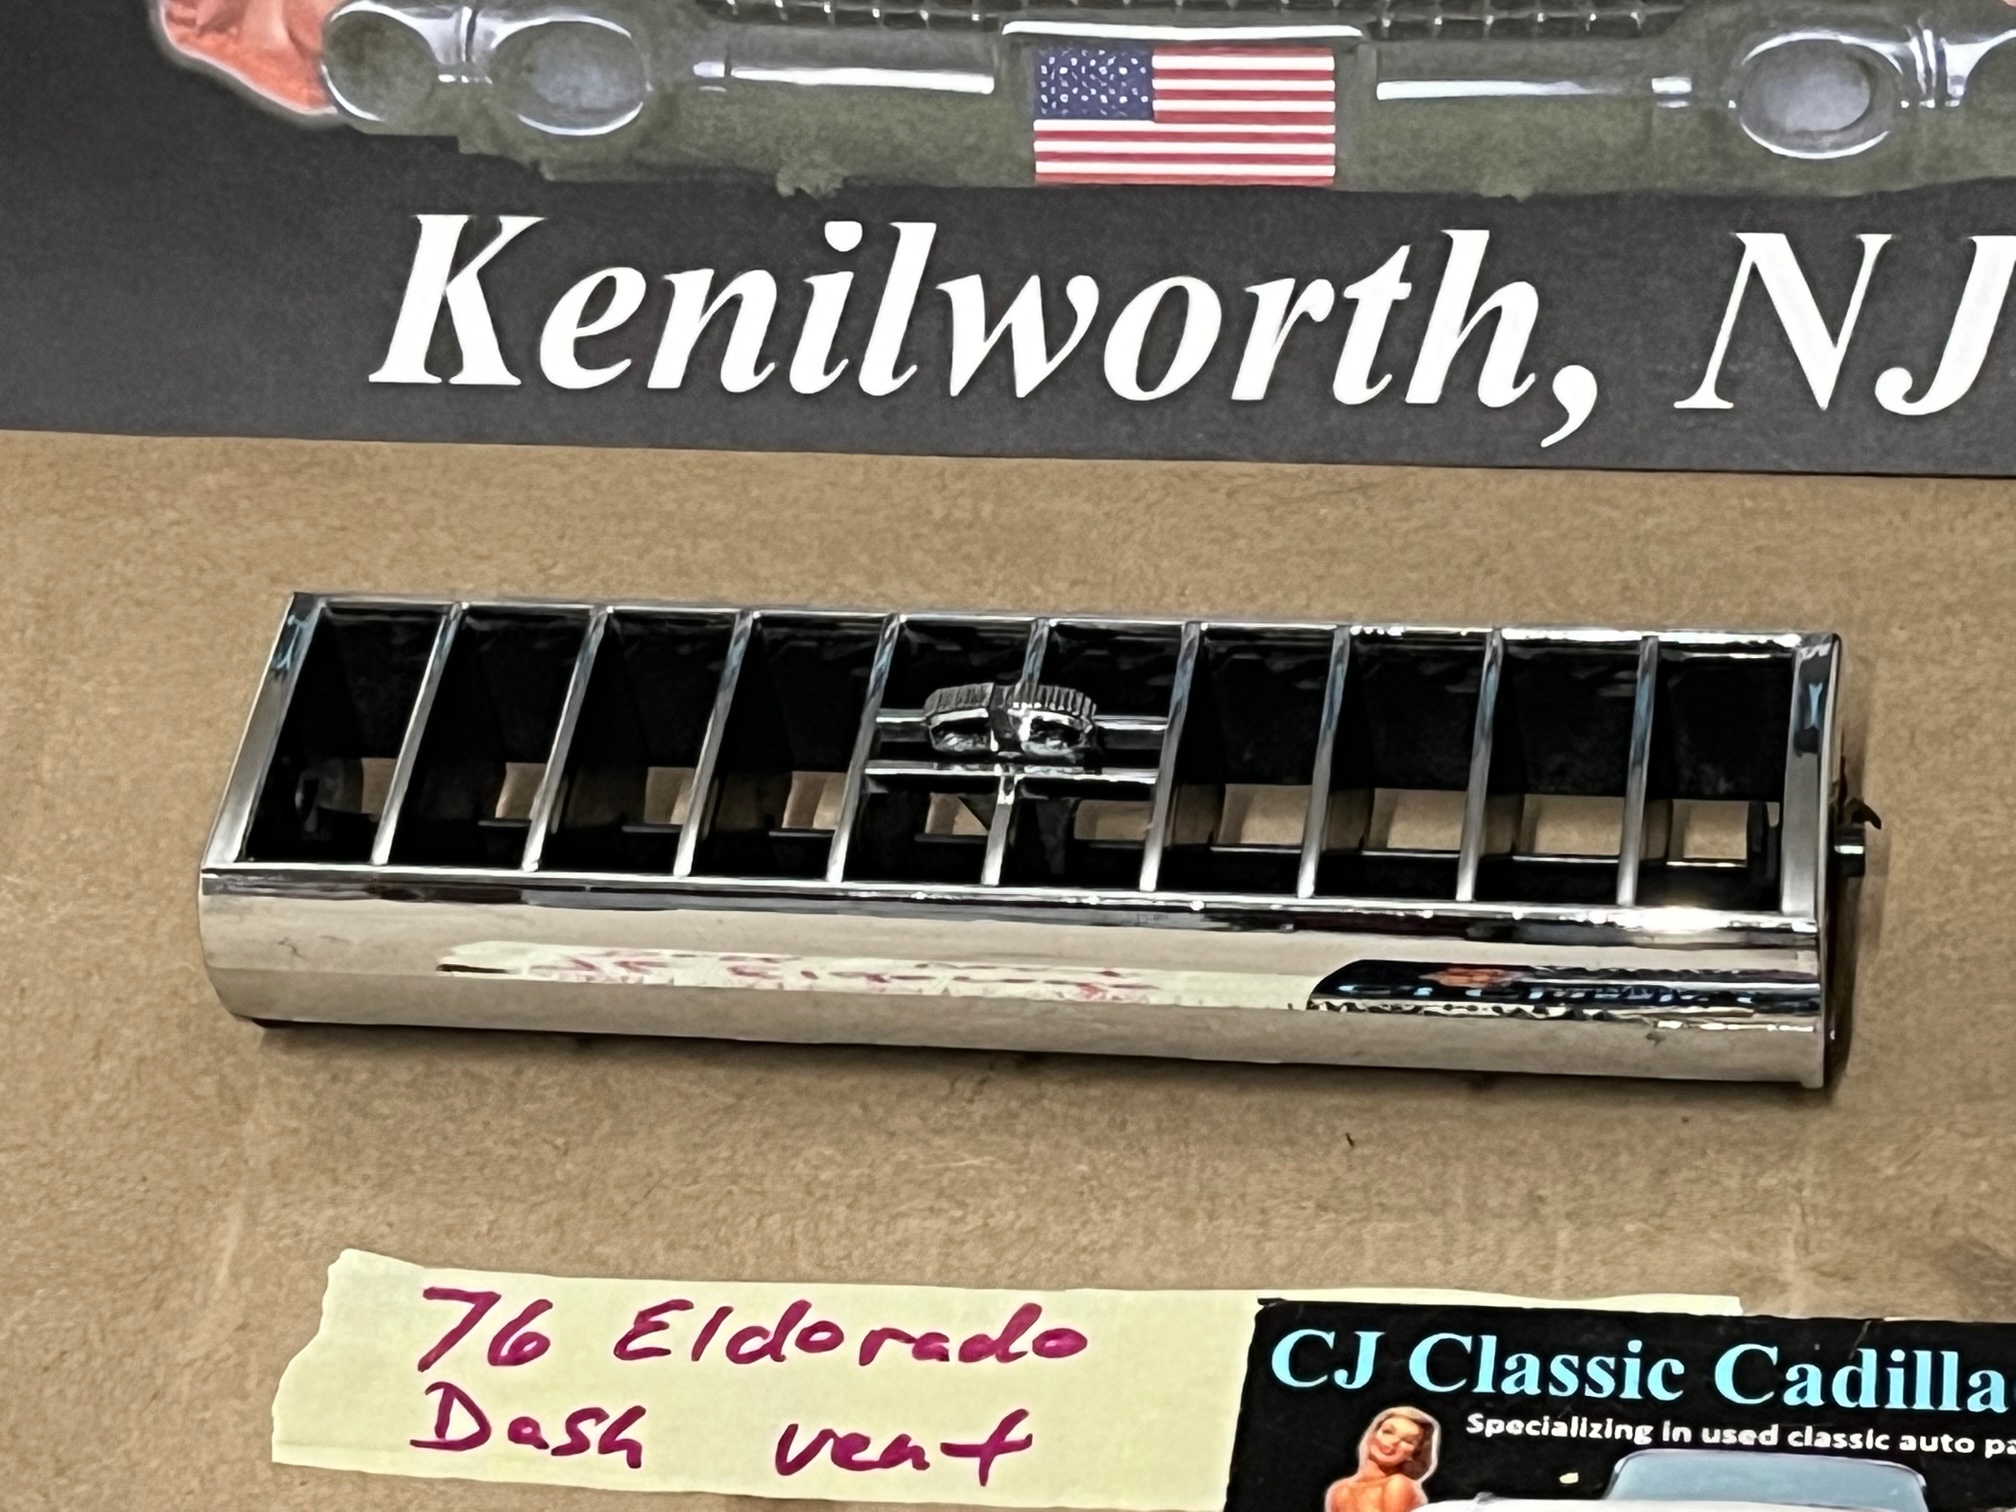 Kenilworth, NJ
76 Eldorado
Dash vent
CJ Classic Cadilla
Specializing in used classic auto pa